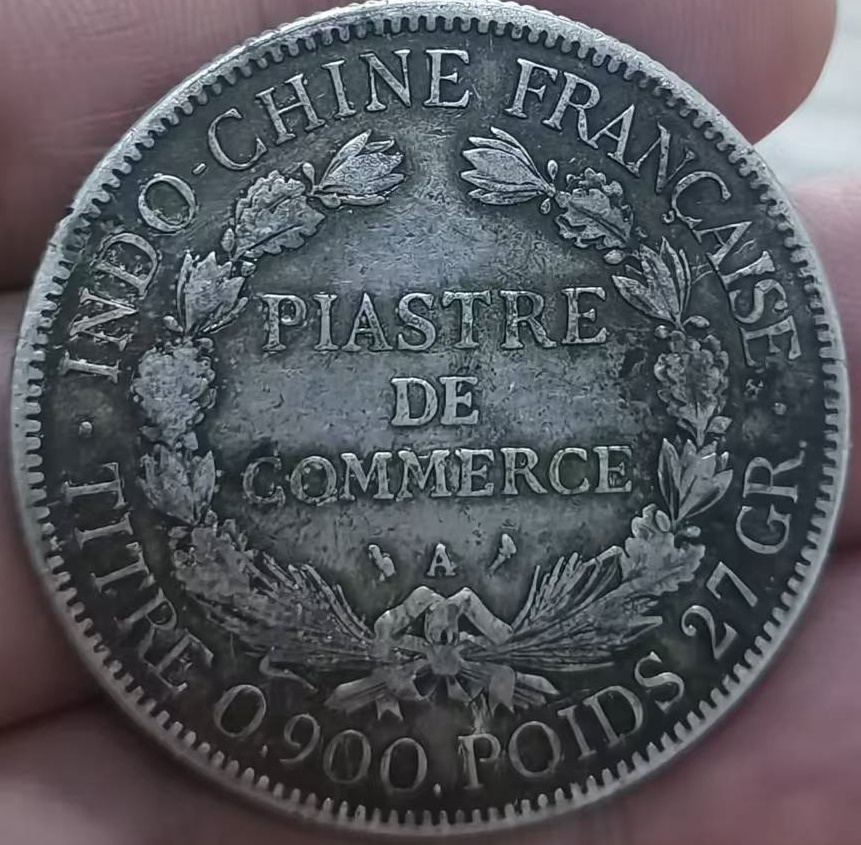 INDO-CHINE FRANÇAISE
PIASTRE
DE
COMMERCE
A
TITRE 0.900. POIDS 27 GR.